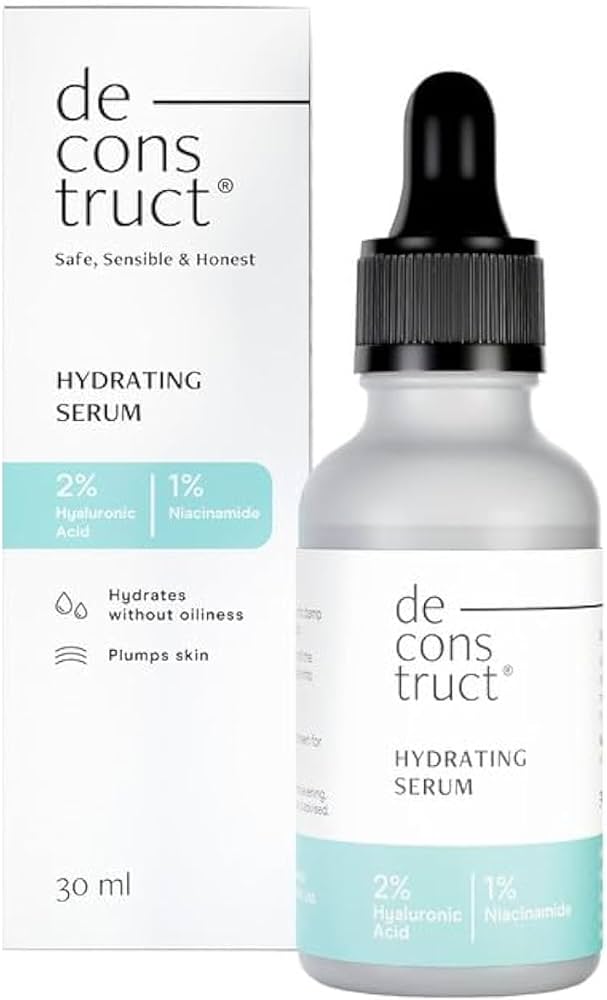 de
cons
truct®
Safe, Sensible & Honest
HYDRATING
SERUM
2% 1%
Hyaluronic Niacinamide
Acid
Hydrates
without oiliness
Plumps skin
30 ml
de
cons
truct®
HYDRATING
SERUM
2% 1%
Hyaluronic Niacinamide
Acid